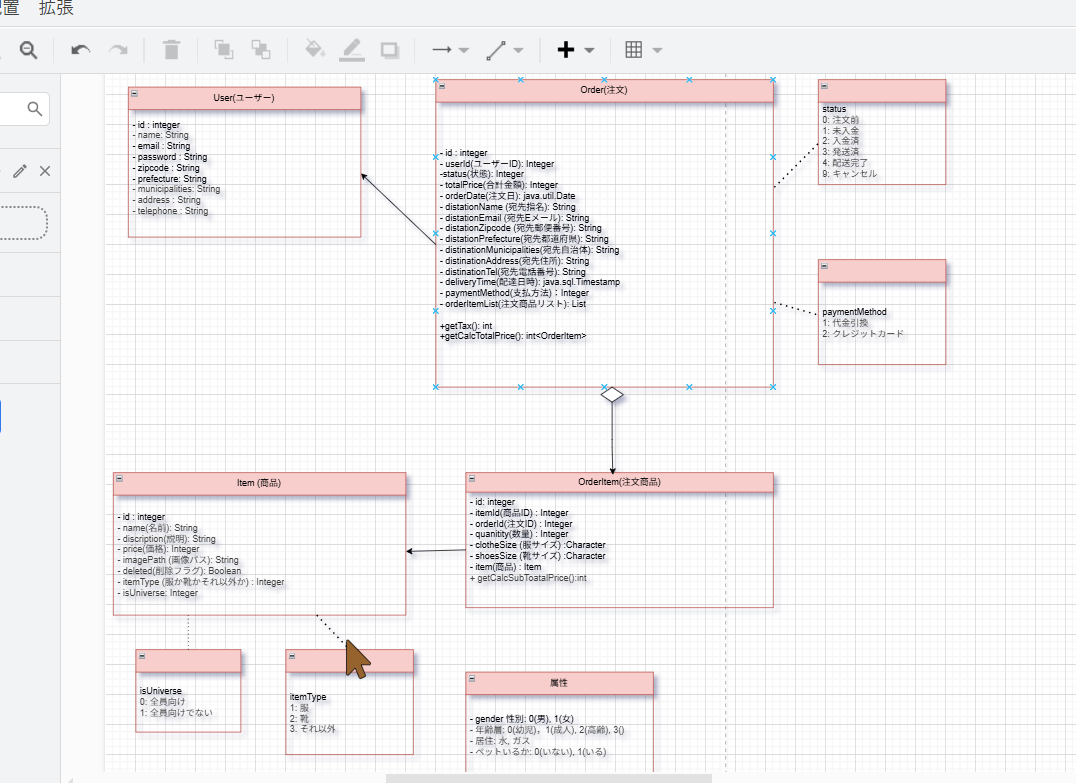 配置 拡張
User(ユーザー)
- id : integer
- name: String
- email : String
- password : String
- zipcode : String
- prefecture: String
- municipalities: String
- address : String
- telephone : String
Order(注文)
- id : integer
- userId(ユーザーID): Integer
-status(状態): Integer
- totalPrice(合計金額): Integer
- orderDate(注文日): java.util.Date
- distationName (宛先指名): String
- distationEmail (宛先Eメール): String
- distationZipcode (宛先郵便番号): String
- distationPrefecture(宛先都道府県): String
- distinationMunicipalities(宛先自治体): String
- distinationAddress(宛先住所): String
- distinationTel(宛先電話番号): String
- deliveryTime(配達日時): java.sql.Timestamp
- paymentMethod(支払方法)：Integer
- orderItemList(注文商品リスト): List
+getTax(): int
+getCalcTotalPrice(): int<OrderItem>
status
0: 注文前
1: 未入金
2: 入金済
3: 発送済
4: 配送完了
9: キャンセル
paymentMethod
1: 代金引換
2: クレジットカード
Item (商品)
- id : integer
- name(名前): String
- discription(説明): String
- price(価格): Integer
- imagePath (画像パス): String
- deleted(削除フラグ): Boolean
- itemType (服か靴かそれ以外か) : Integer
- isUniverse: Integer
OrderItem(注文商品)
- id: integer
- itemId(商品ID) : Integer
- orderId(注文ID) : Integer
- quanitity(数量) : Integer
- clotheSize (服サイズ) :Character
- shoesSize (靴サイズ) :Character
- item(商品) : Item
+ getCalcSubToatalPrice():int
isUniverse
0: 全員向け
1: 全員向けでない
itemType
1: 服
2: 靴
3. それ以外
属性
- gender 性別: 0(男), 1(女)
- 年齢層: 0(幼児)，1(成人), 2(高齢), 3()
- 居住: 水, ガス
- ペットいるか: 0(いない), 1(いる)